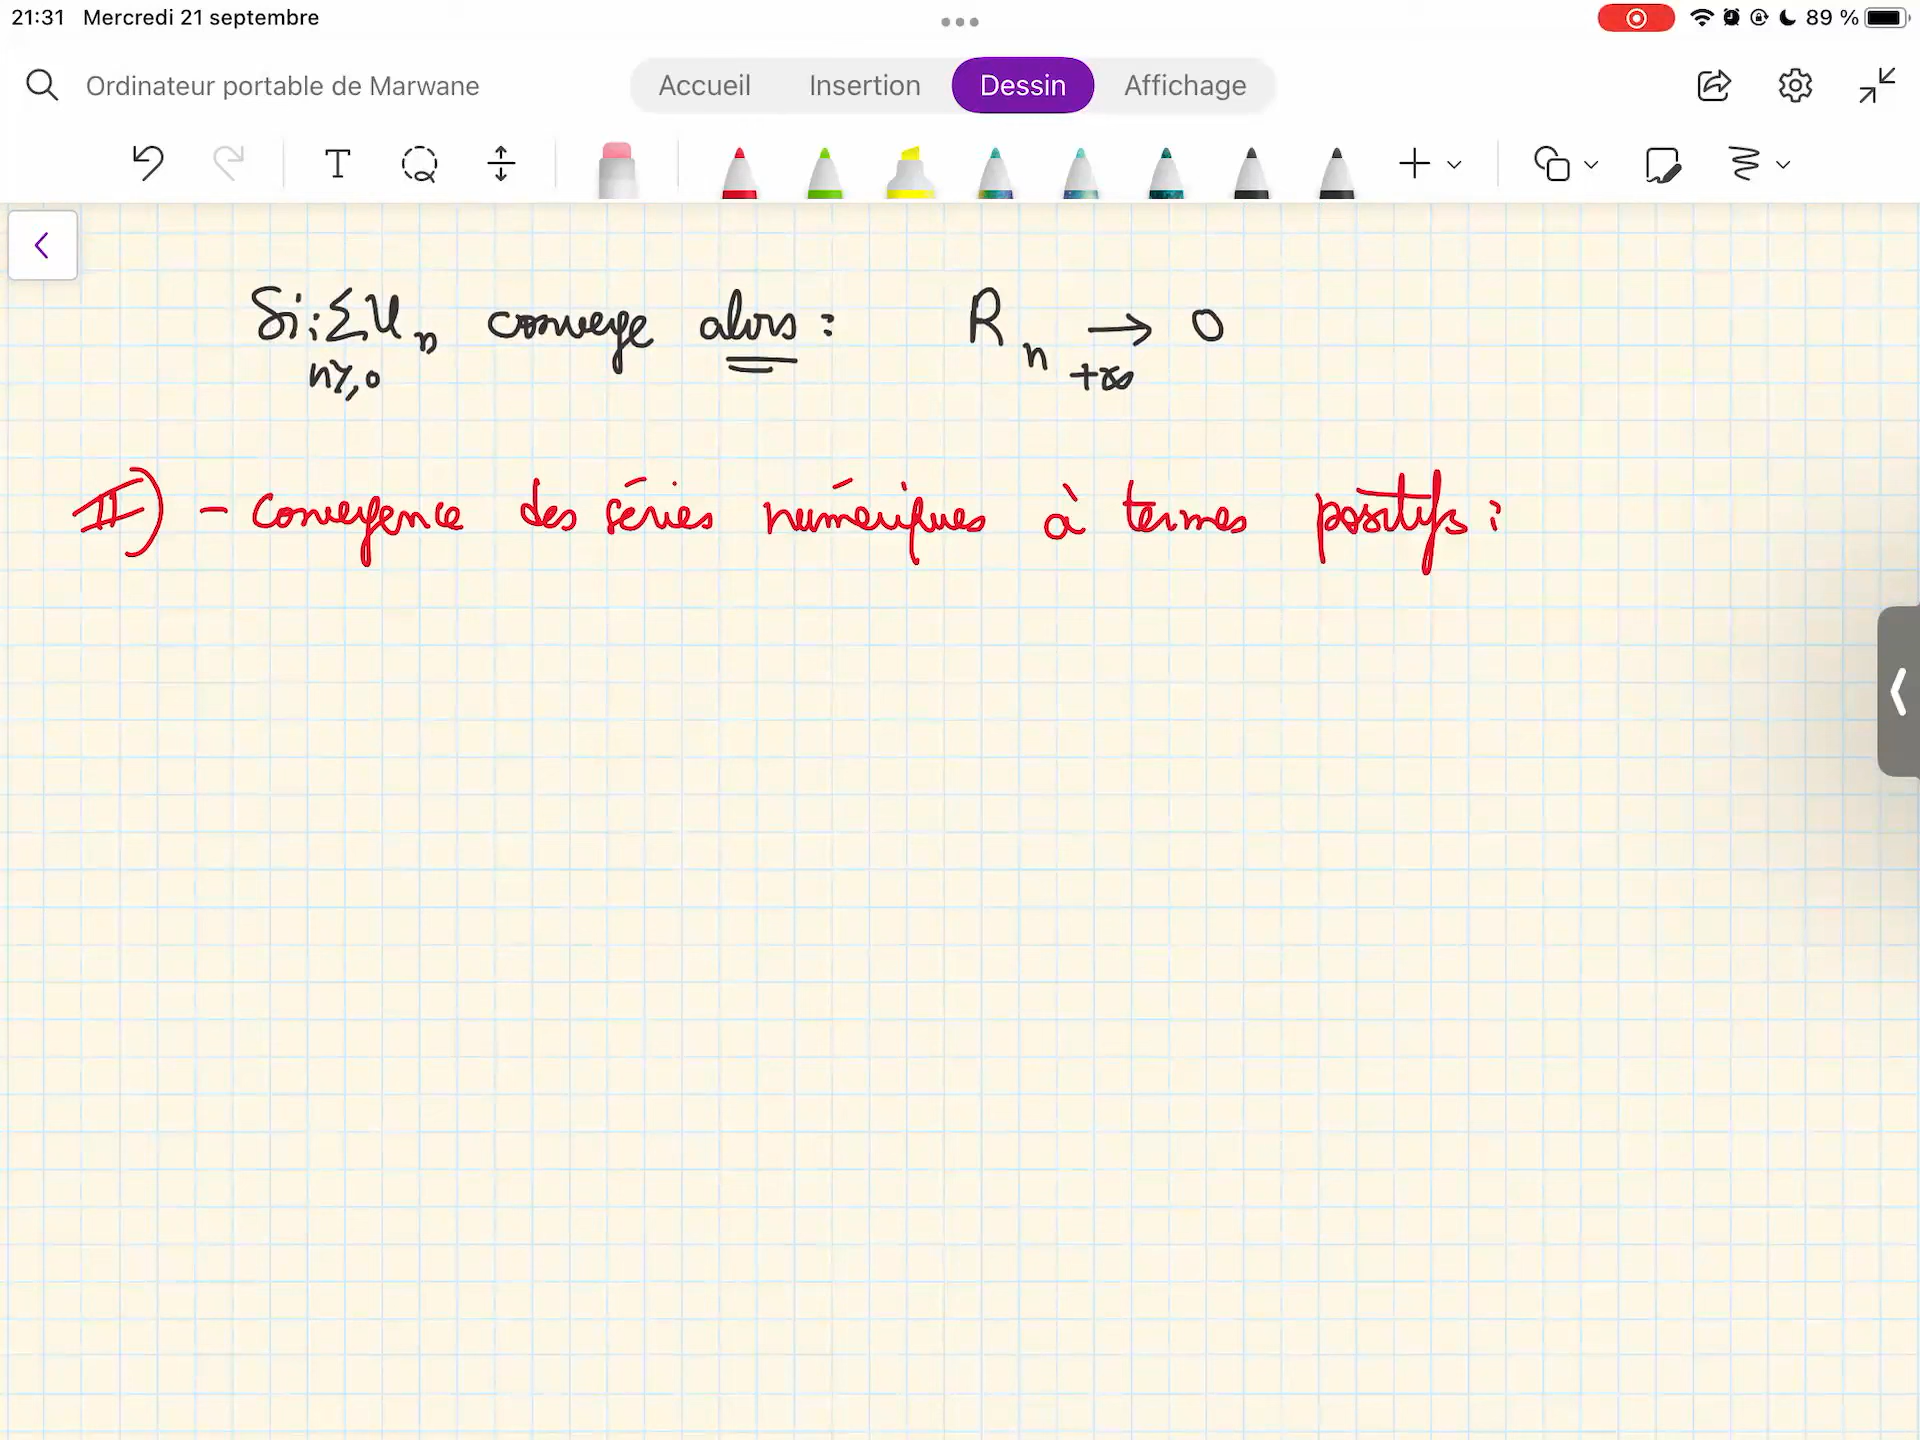 21:31 Mercredi 21 septembre 89 %
Ordinateur portable de Marwane Accueil Insertion Dessin Affichage
T
Si: ΣU_n converge alors : R_n → 0
n≥0 +∞
II) - convergence des séries numériques à termes positifs :